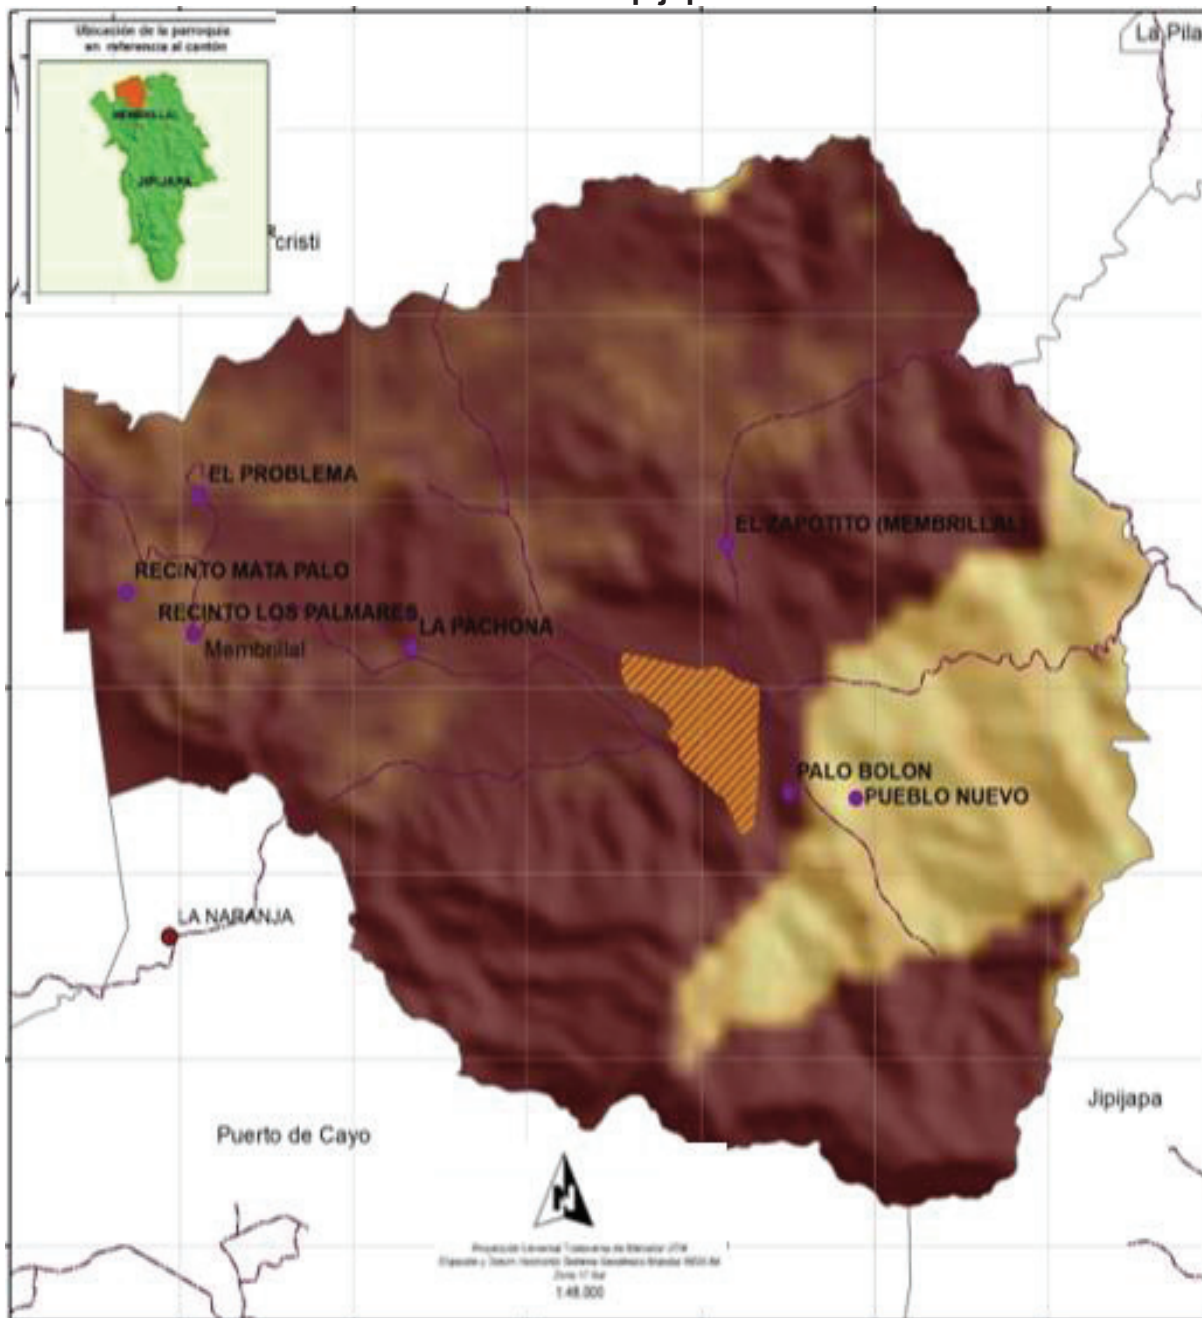 Ubicación de la parroquia
en referencia al cantón
MEMBRILLAL
JIPIJAPA
La Pila
cristi
EL PROBLEMA
EL ZAPOTITO (MEMBRILLAL)
RECINTO MATA PALO
RECINTO LOS PALMARES
LA PACHONA
Membrillal
PALO BOLON
PUEBLO NUEVO
LA NARANJA
Jipijapa
Puerto de Cayo
N
Zona 17 Sur
1:48.000